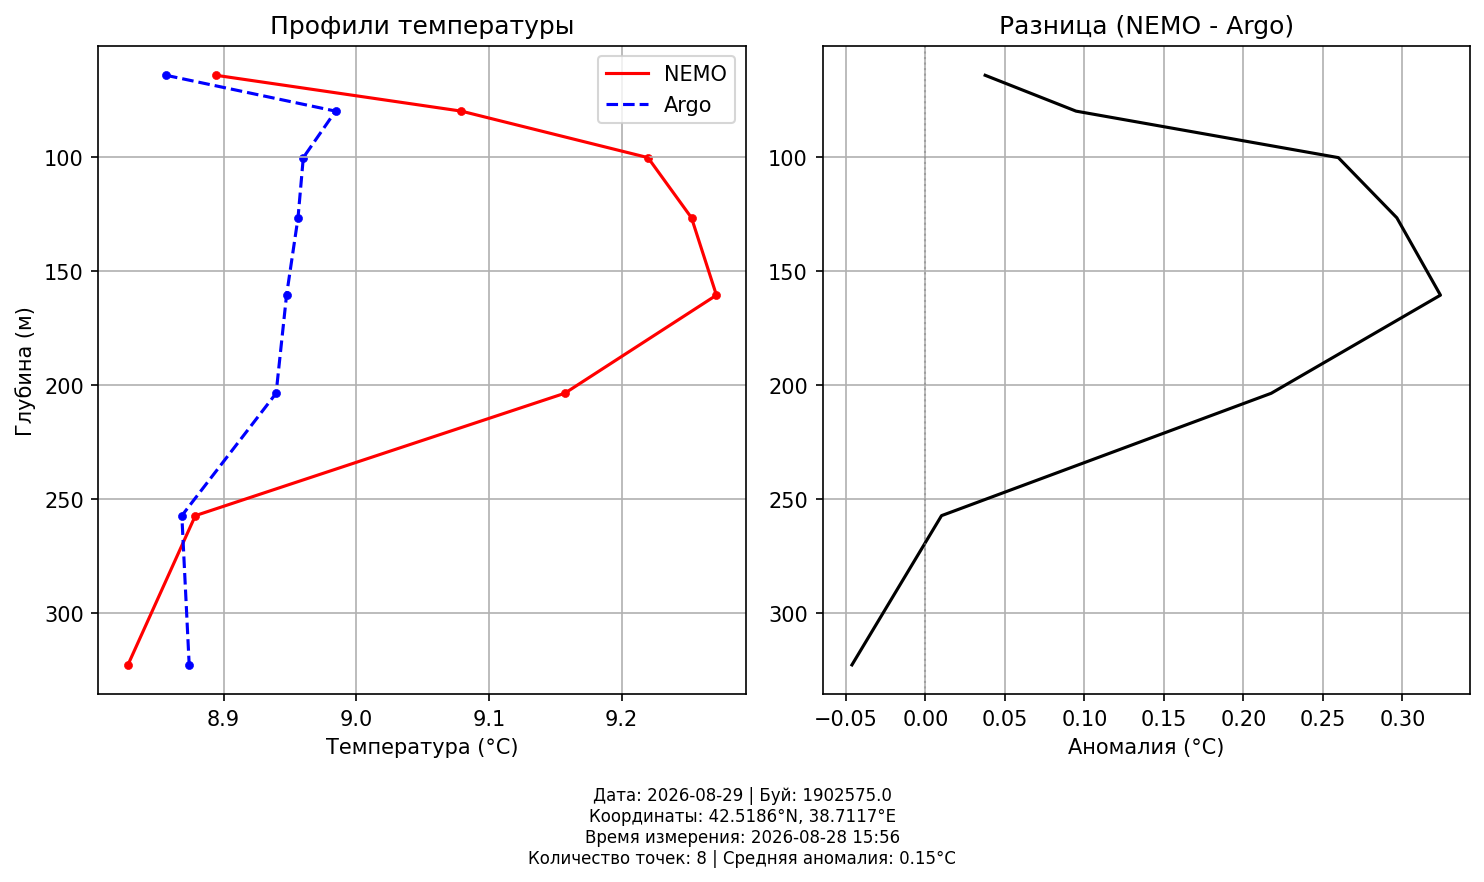 Профили температуры
NEMO
Argo
100
150
200
250
300
Глубина (м)
8.9
9.0
9.1
9.2
Температура (°C)
Разница (NEMO - Argo)
100
150
200
250
300
−0.05
0.00
0.05
0.10
0.15
0.20
0.25
0.30
Аномалия (°C)
Дата: 2026-08-29 | Буй: 1902575.0
Координаты: 42.5186°N, 38.7117°E
Время измерения: 2026-08-28 15:56
Количество точек: 8 | Средняя аномалия: 0.15°C